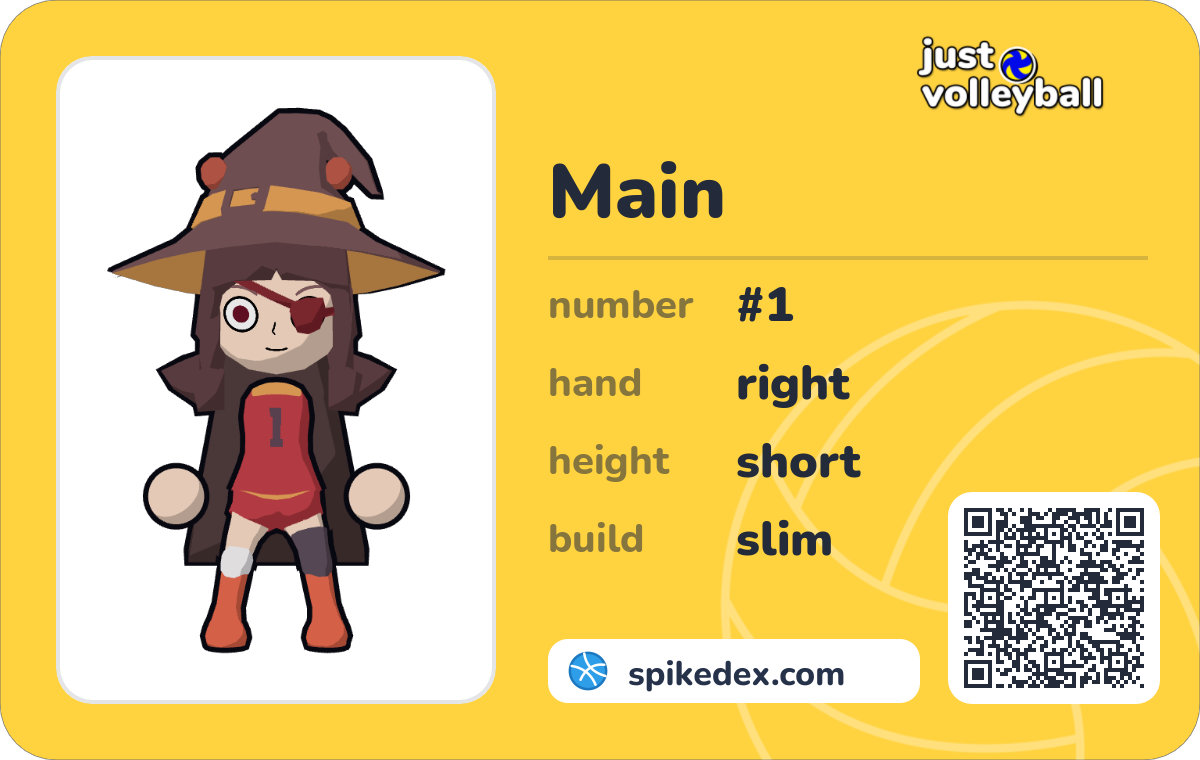 just
volleyball
Main
number #1
hand right
height short
build slim
1
spikedex.com